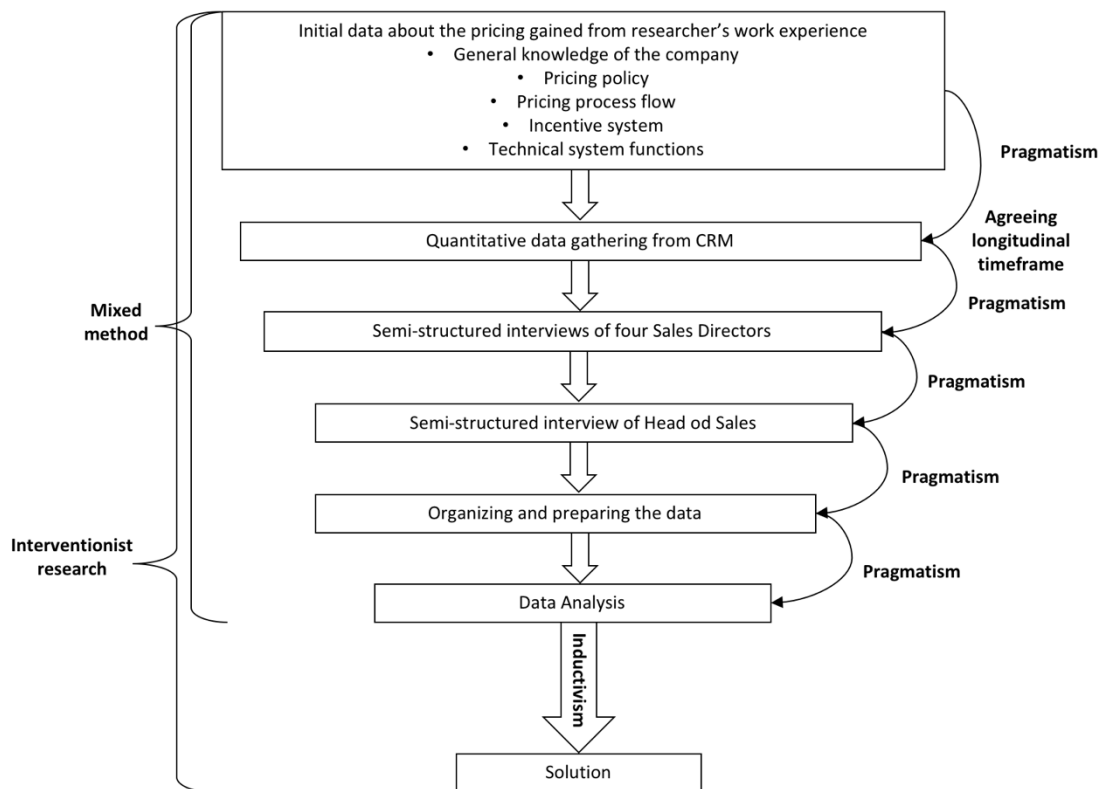 Initial data about the pricing gained from researcher's work experience
• General knowledge of the company
• Pricing policy
• Pricing process flow
• Incentive system
• Technical system functions
Pragmatism
Quantitative data gathering from CRM
Agreeing
longitudinal
timeframe
Pragmatism
Mixed
method
Semi-structured interviews of four Sales Directors
Pragmatism
Semi-structured interview of Head od Sales
Pragmatism
Organizing and preparing the data
Interventionist
research
Pragmatism
Data Analysis
Inductivism
Solution